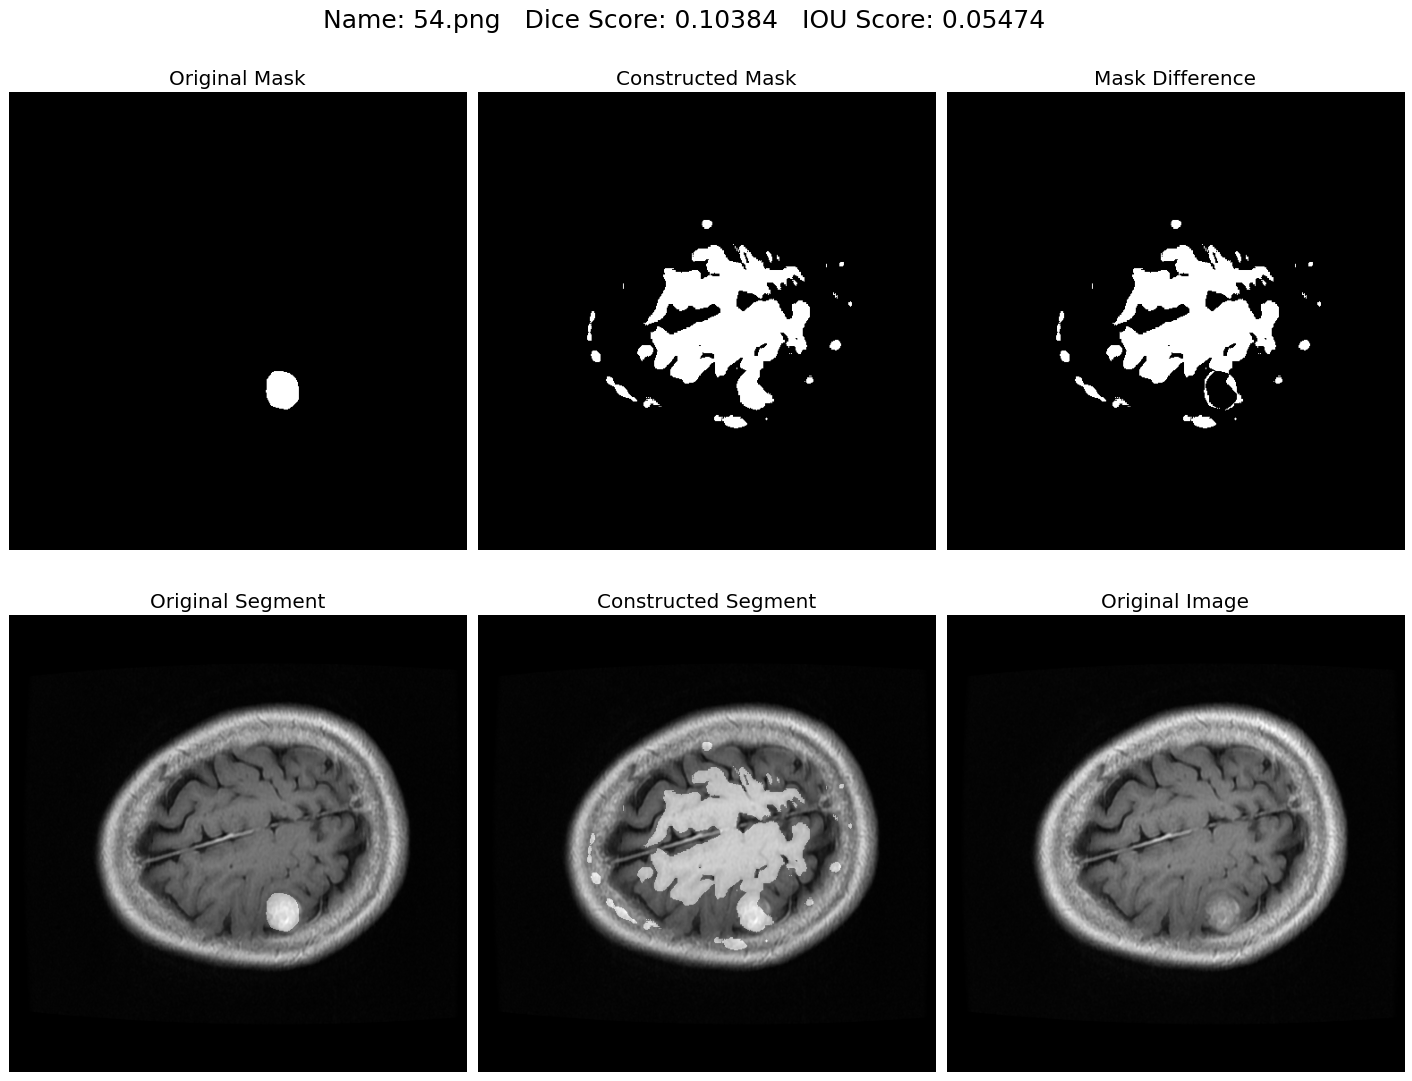 Name: 54.png   Dice Score: 0.10384   IOU Score: 0.05474
Original Mask
Constructed Mask
Mask Difference
Original Segment
Constructed Segment
Original Image